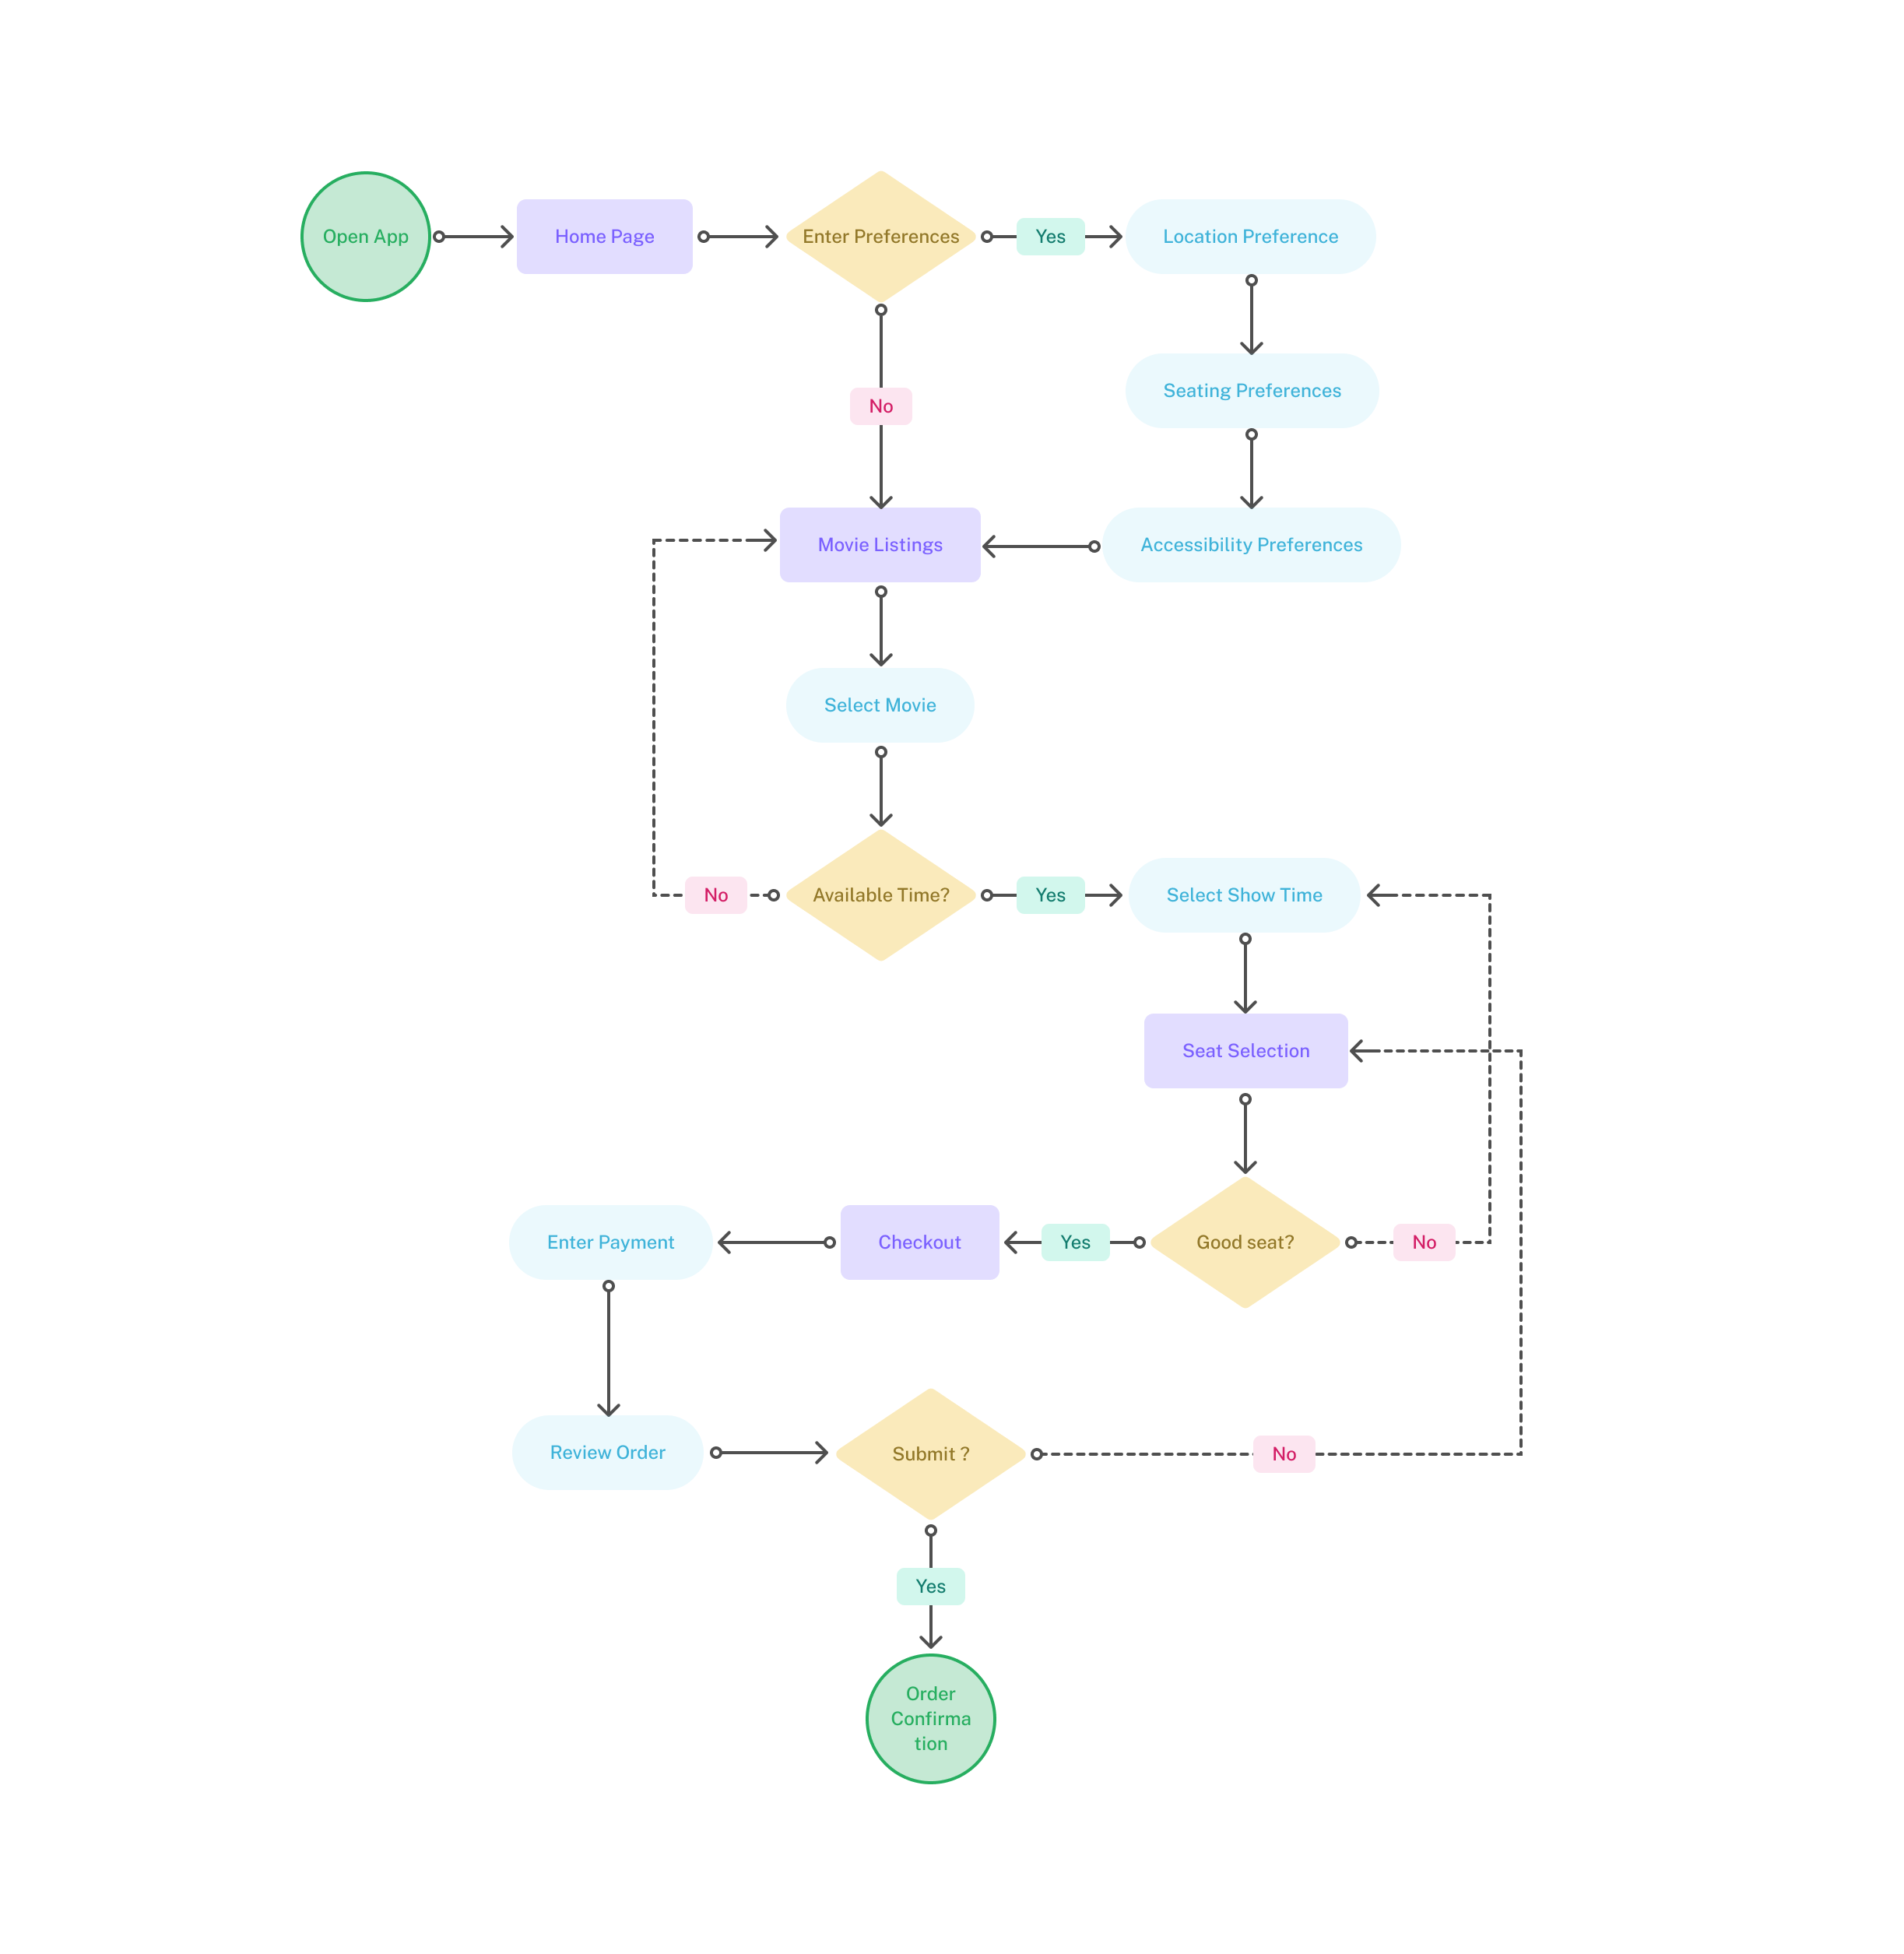 Open App
Home Page
Enter Preferences
Yes
Location Preference
Seating Preferences
No
Movie Listings
Accessibility Preferences
Select Movie
No
Available Time?
Yes
Select Show Time
Seat Selection
Enter Payment
Checkout
Yes
Good seat?
No
Review Order
Submit ?
No
Yes
Order
Confirma
tion